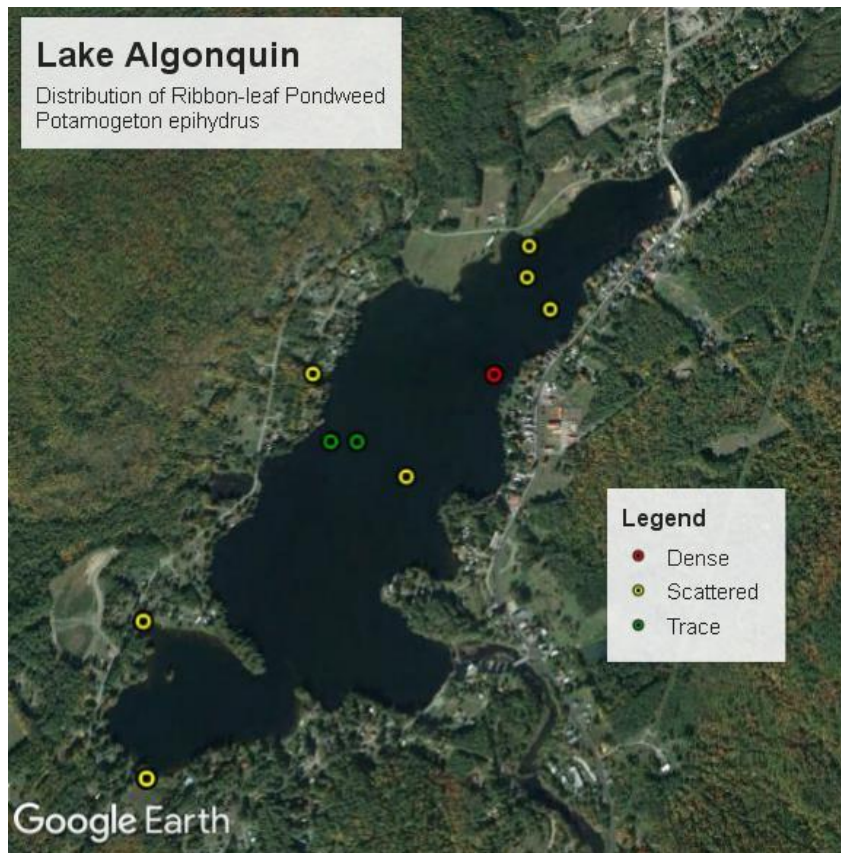 Lake Algonquin
Distribution of Ribbon-leaf Pondweed
Potamogeton epihydrus
Legend
Dense
Scattered
Trace
Google Earth